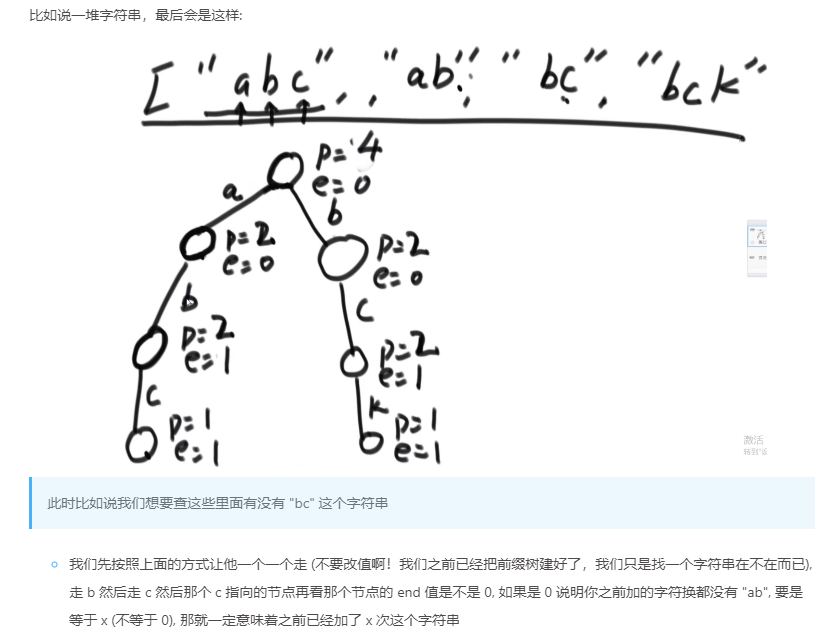 比如说一堆字符串，最后会是这样:
["abc", "ab", "bc", "bck"
p=4
e=0
a
b
p=2
e=0
p=2
e=0
b
c
p=2
e=1
p=2
e=1
c
k
p=1
e=1
p=1
e=1
激活
此时比如说我们想要查这些里面有没有 "bc" 这个字符串
我们先按照上面的方式让他一个一个走 (不要改值啊！我们之前已经把前缀树建好了，我们只是找一个字符串在不在而已),
走 b 然后走 c 然后那个 c 指向的节点再看那个节点的 end 值是不是 0, 如果是 0 说明你之前加的字符换都没有 "ab", 要是
等于 x (不等于 0), 那就一定意味着之前已经加了 x 次这个字符串